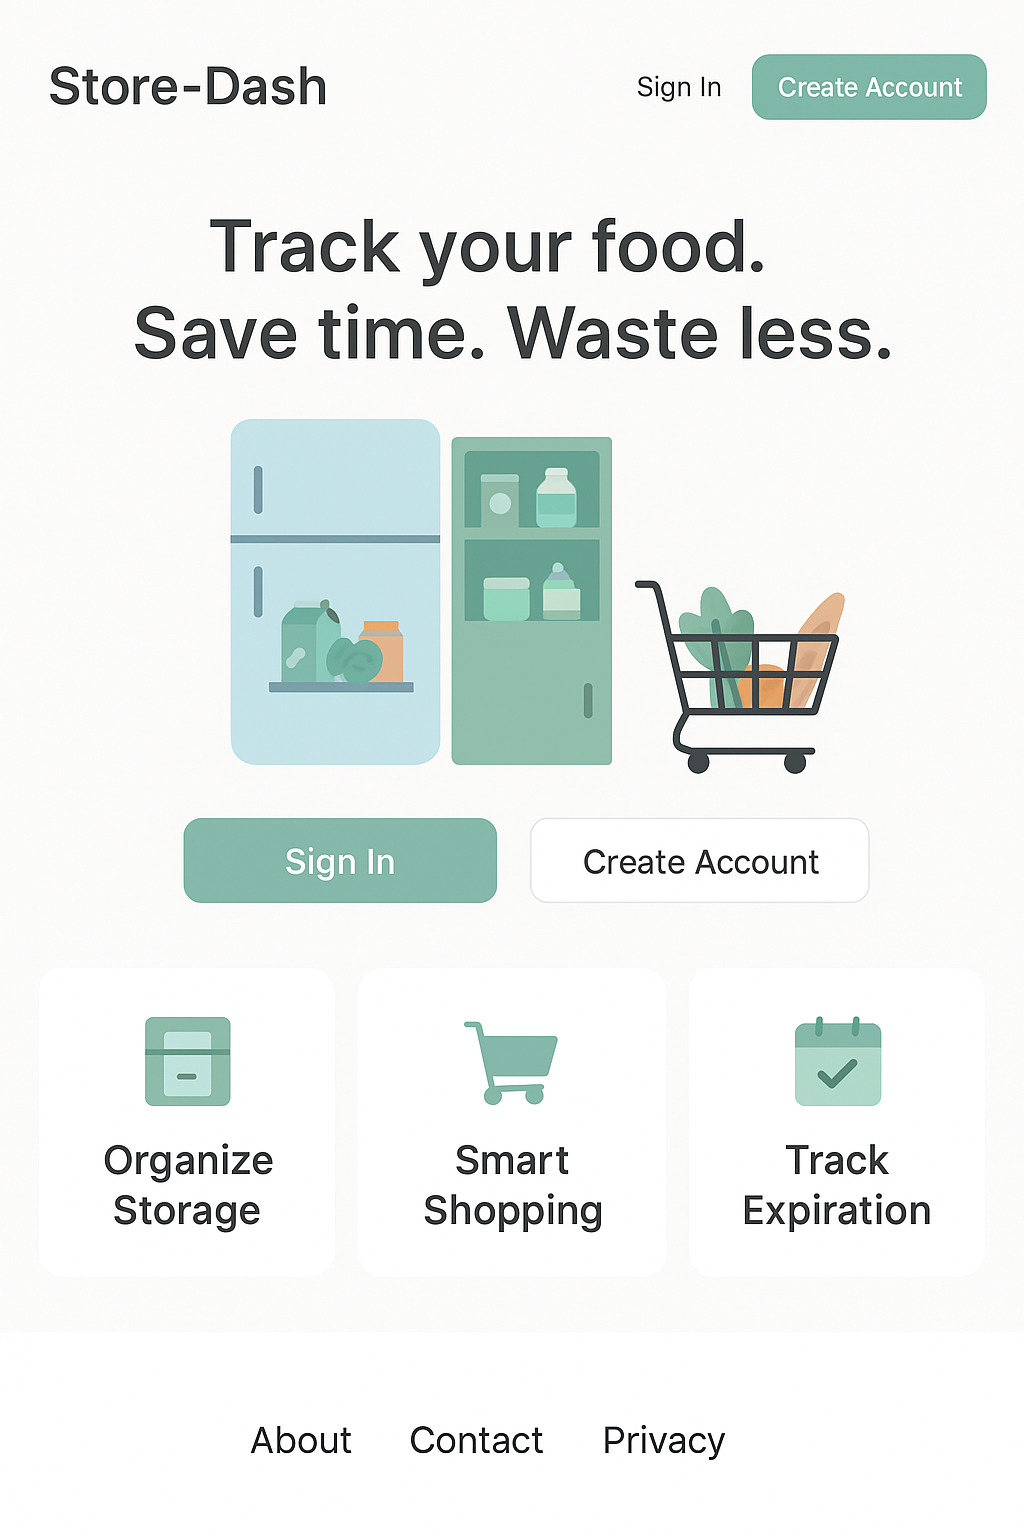 Store-Dash
Sign In
Create Account
Track your food.
Save time. Waste less.
Sign In
Create Account
Organize
Storage
Smart
Shopping
Track
Expiration
About
Contact
Privacy